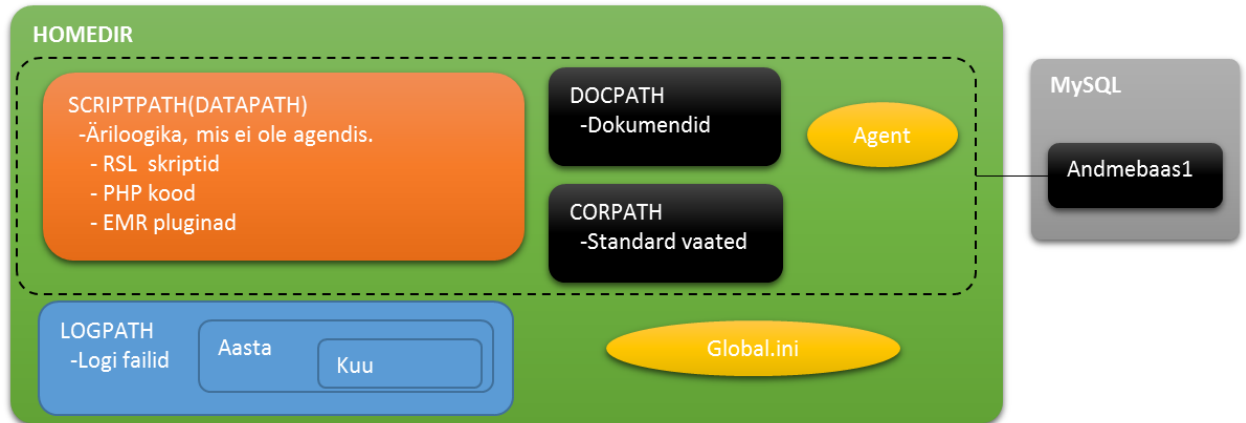 HOMEDIR
SCRIPTPATH(DATAPATH)
-Äriloogika, mis ei ole agendis.
- RSL skriptid
- PHP kood
- EMR pluginad
DOCPATH
-Dokumendid
Agent
CORPATH
-Standard vaated
LOGPATH
-Logi failid
Aasta
Kuu
Global.ini
MySQL
Andmebaas1